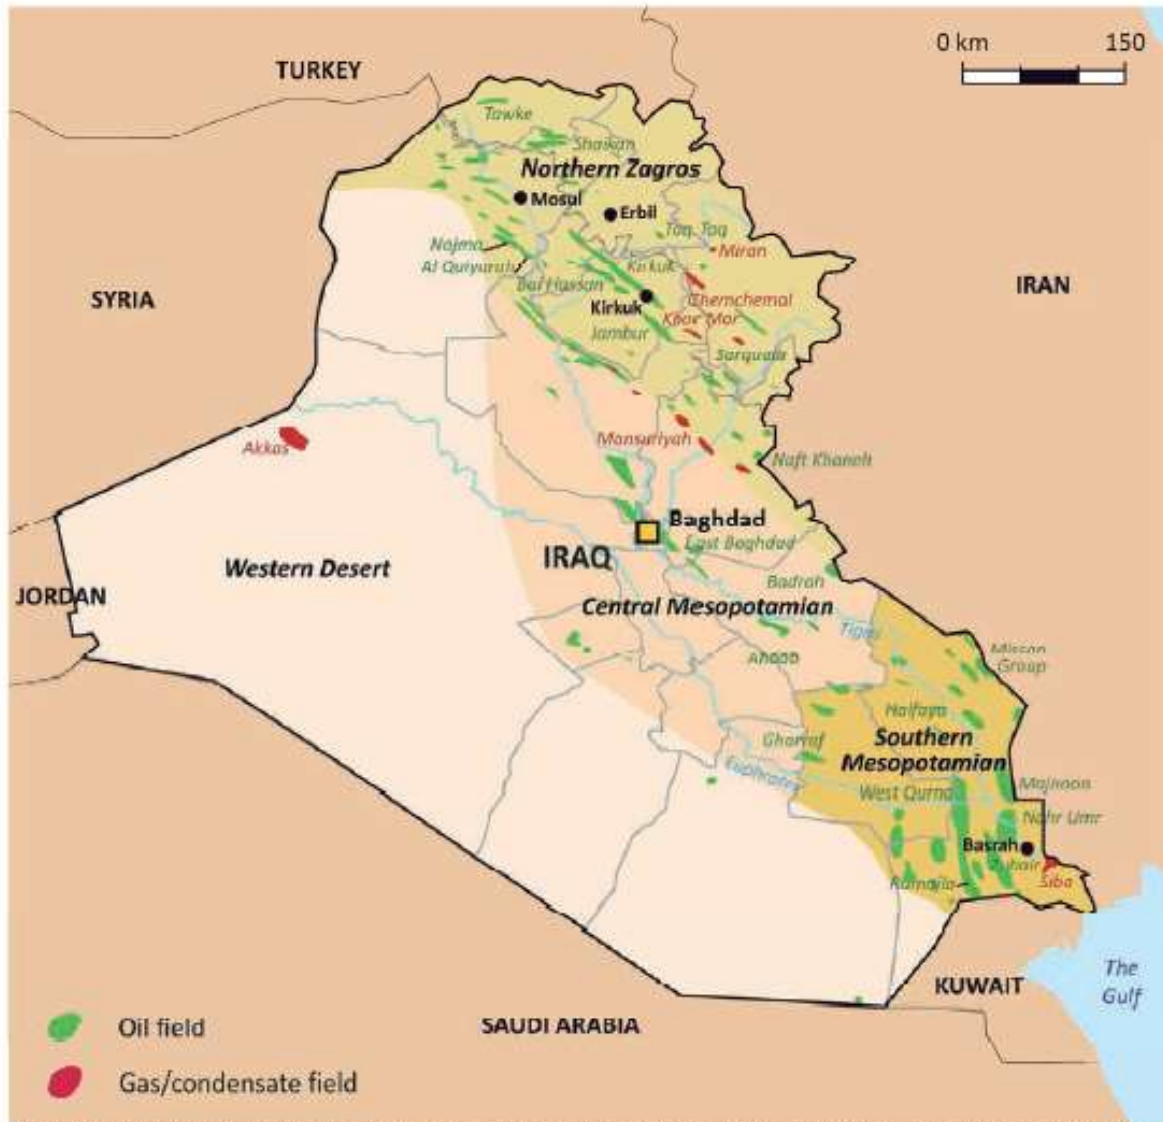 0 km 150
TURKEY
Tawke
Shaikan
Northern Zagros
Mosul
Erbil
Taq Taq
Najma
Miran
Kirkuk
SYRIA
IRAN
Bai Hassan
Chemchemal
Kirkuk
Khor Mor
Jambur
Sarquala
Akkas
Mansuriyah
Naft Khaneh
Baghdad
East Baghdad
IRAQ
Western Desert
Badrah
JORDAN
Central Mesopotamian
Tigris
Missan
Group
Ahdab
Halfaya
Gharraf
Southern
Mesopotamian
Euphrates
West Qurna
Majnoon
Nahr Umr
Basrah
Zubair
Rumaila
Siba
KUWAIT
The
Gulf
SAUDI ARABIA
Oil field
Gas/condensate field